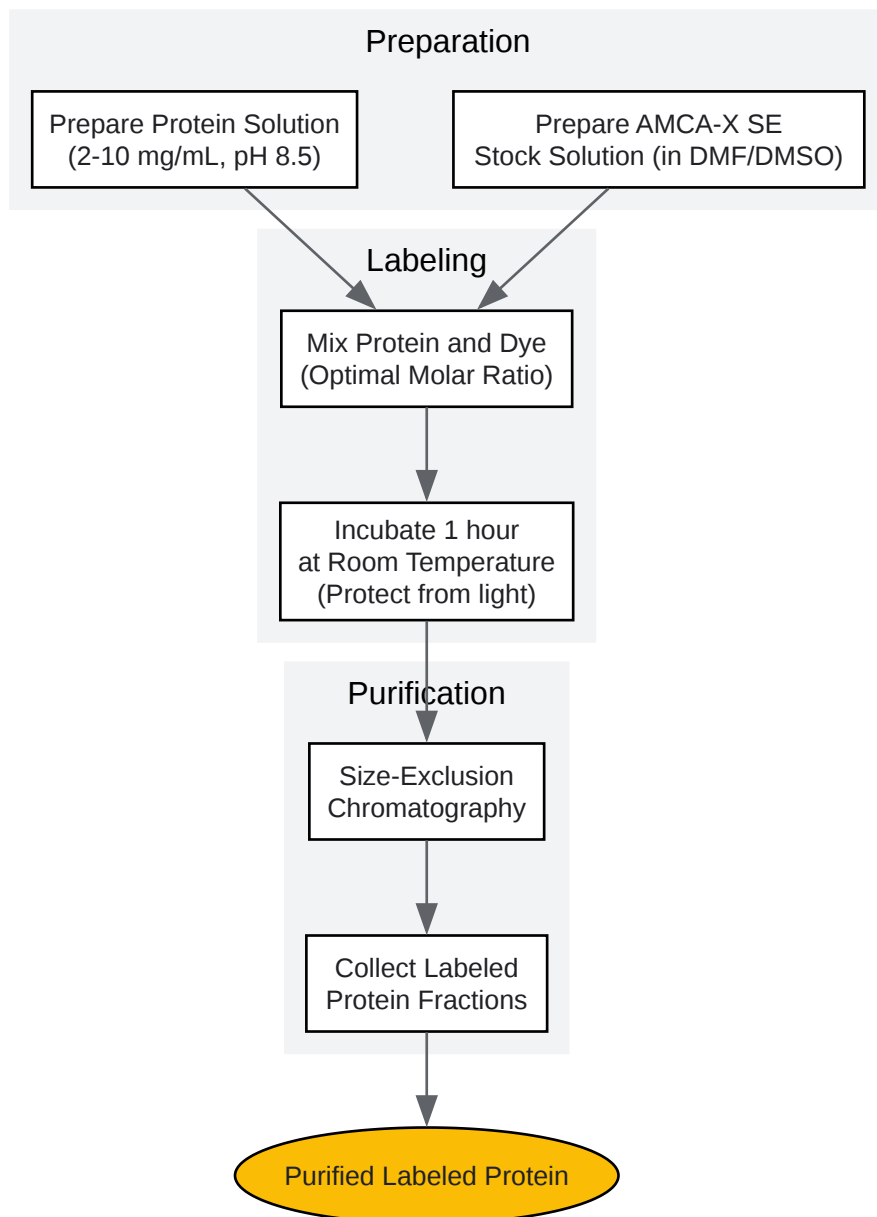 Preparation
Prepare Protein Solution
(2-10 mg/mL, pH 8.5)
Prepare AMCA-X SE
Stock Solution (in DMF/DMSO)
Labeling
Mix Protein and Dye
(Optimal Molar Ratio)
Incubate 1 hour
at Room Temperature
(Protect from light)
Purification
Size-Exclusion
Chromatography
Collect Labeled
Protein Fractions
Purified Labeled Protein